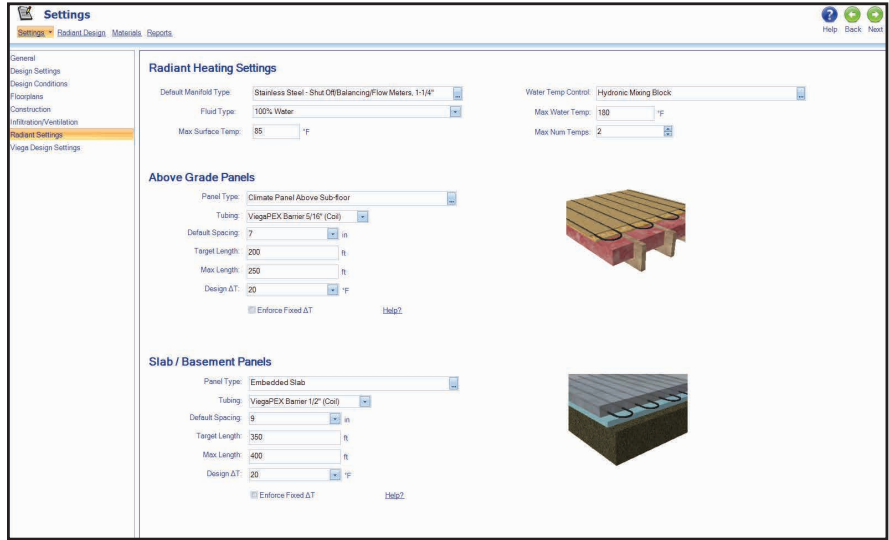 Settings
Settings Radiant Design Materials Reports
Help Back Next
General
Design Settings
Design Conditions
Floorplans
Construction
Infiltration/Ventilation
Radiant Settings
Viega Design Settings
Radiant Heating Settings
Default Manifold Type: Stainless Steel - Shut Off/Balancing/Flow Meters, 1-1/4" ...
Water Temp Control: Hydronic Mixing Block ...
Fluid Type: 100% Water
Max Water Temp: 180 °F
Max Surface Temp: 85 °F
Max Num Temps: 2
Above Grade Panels
Panel Type: Climate Panel Above Sub-floor ...
Tubing: ViegaPEX Barrier 5/16" (Coil)
Default Spacing: 7 in
Target Length: 200 ft
Max Length: 250 ft
Design ΔT: 20 °F
Enforce Fixed ΔT Help?
Slab / Basement Panels
Panel Type: Embedded Slab ...
Tubing: ViegaPEX Barrier 1/2" (Coil)
Default Spacing: 9 in
Target Length: 350 ft
Max Length: 400 ft
Design ΔT: 20 °F
Enforce Fixed ΔT Help?